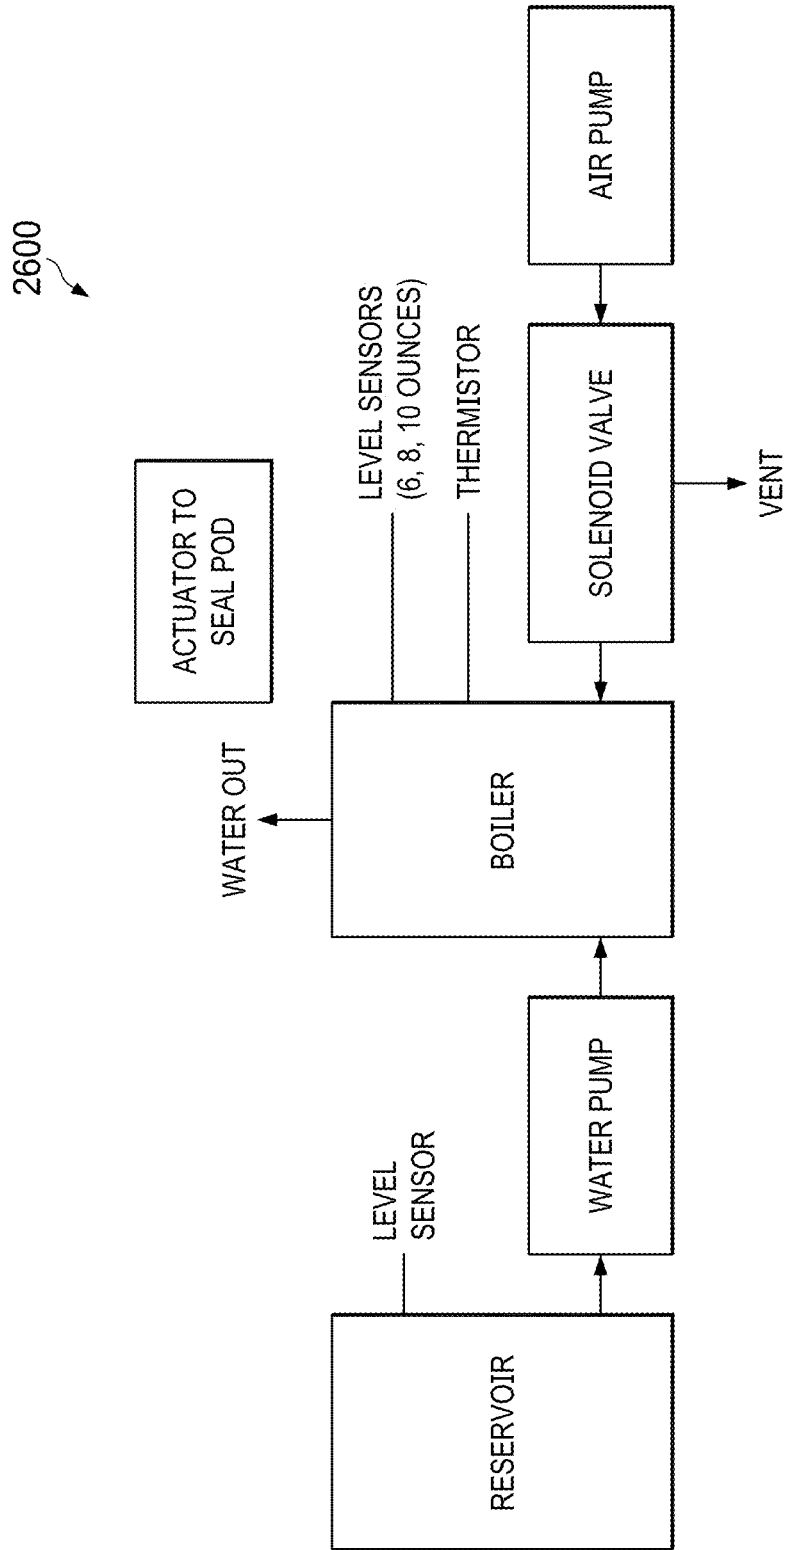 2600
ACTUATOR TO
SEAL POD
WATER OUT
LEVEL SENSORS
(6, 8, 10 OUNCES)
THERMISTOR
LEVEL
SENSOR
RESERVOIR
WATER PUMP
BOILER
SOLENOID VALVE
AIR PUMP
VENT